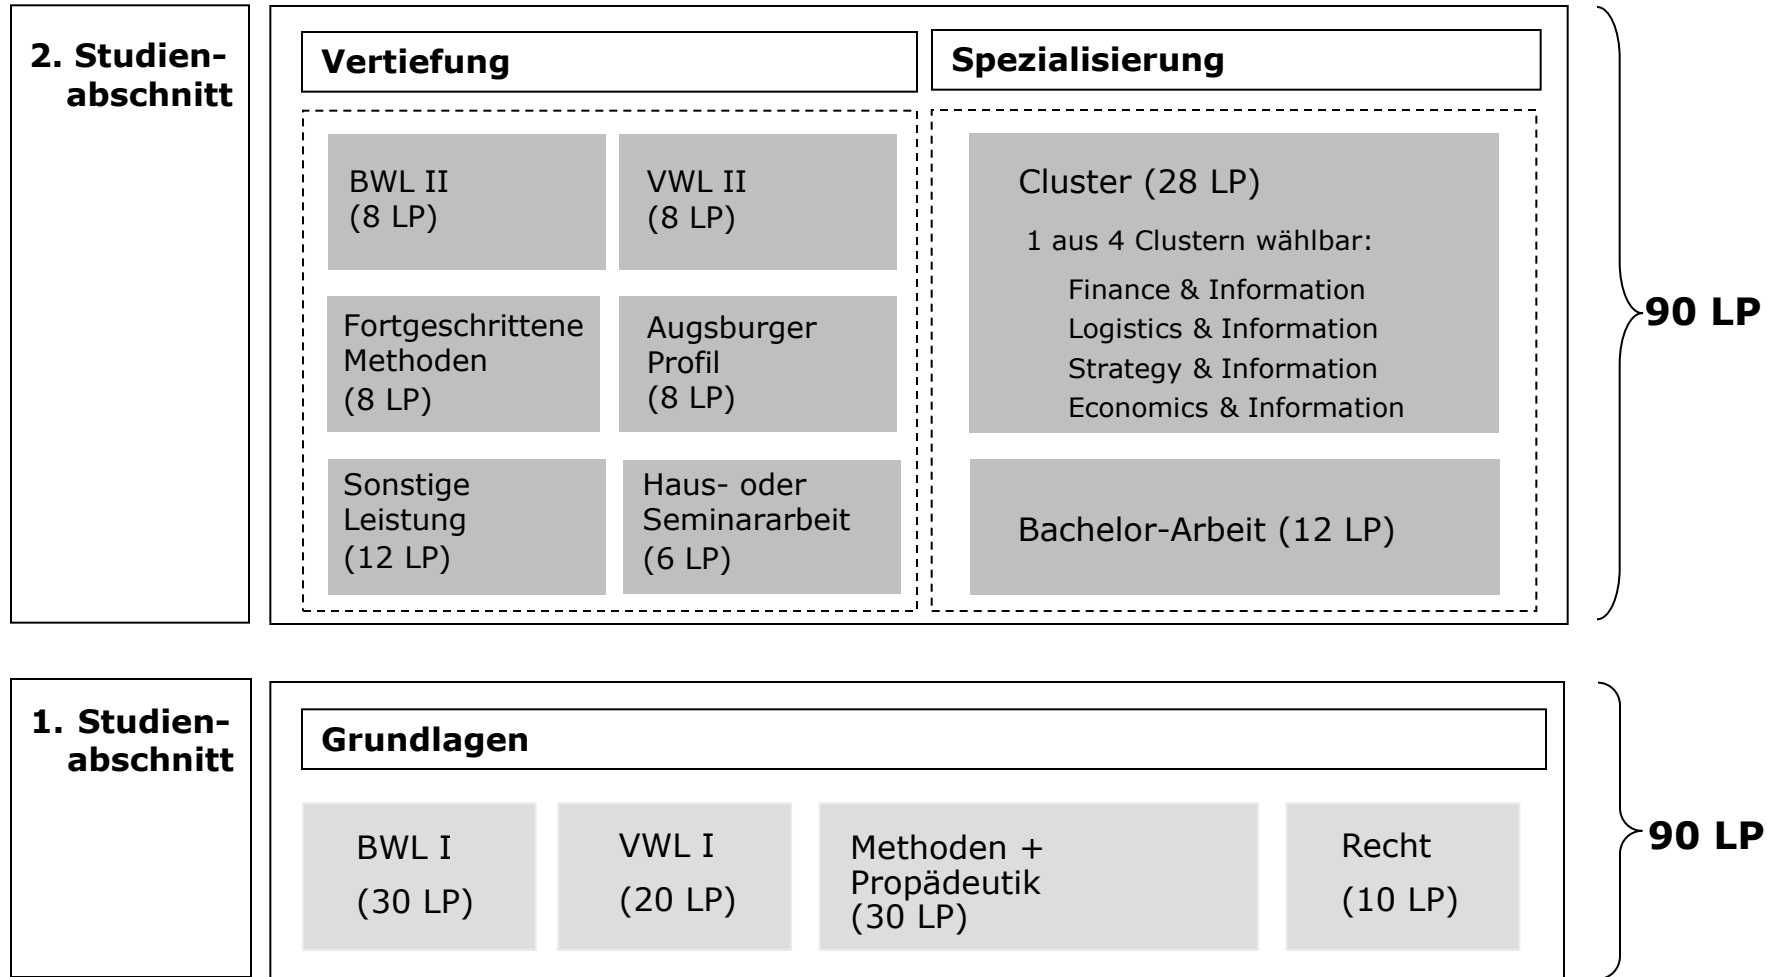 2. Studien-
abschnitt
Vertiefung
BWL II
(8 LP)
VWL II
(8 LP)
Fortgeschrittene
Methoden
(8 LP)
Augsburger
Profil
(8 LP)
Sonstige
Leistung
(12 LP)
Haus- oder
Seminararbeit
(6 LP)
Spezialisierung
Cluster (28 LP)
1 aus 4 Clustern wählbar:
Finance & Information
Logistics & Information
Strategy & Information
Economics & Information
Bachelor-Arbeit (12 LP)
90 LP
1. Studien-
abschnitt
Grundlagen
BWL I
(30 LP)
VWL I
(20 LP)
Methoden +
Propädeutik
(30 LP)
Recht
(10 LP)
90 LP